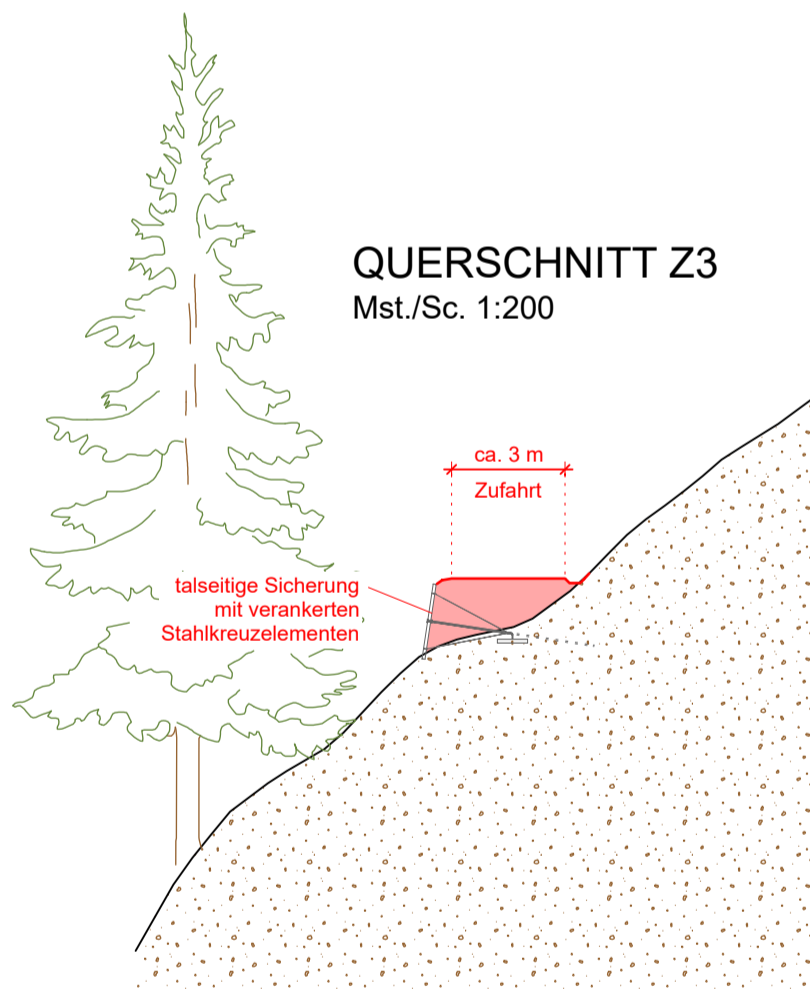 QUERSCHNITT Z3
Mst./Sc. 1:200
ca. 3 m
Zufahrt
talseitige Sicherung
mit verankerten
Stahlkreuzelementen